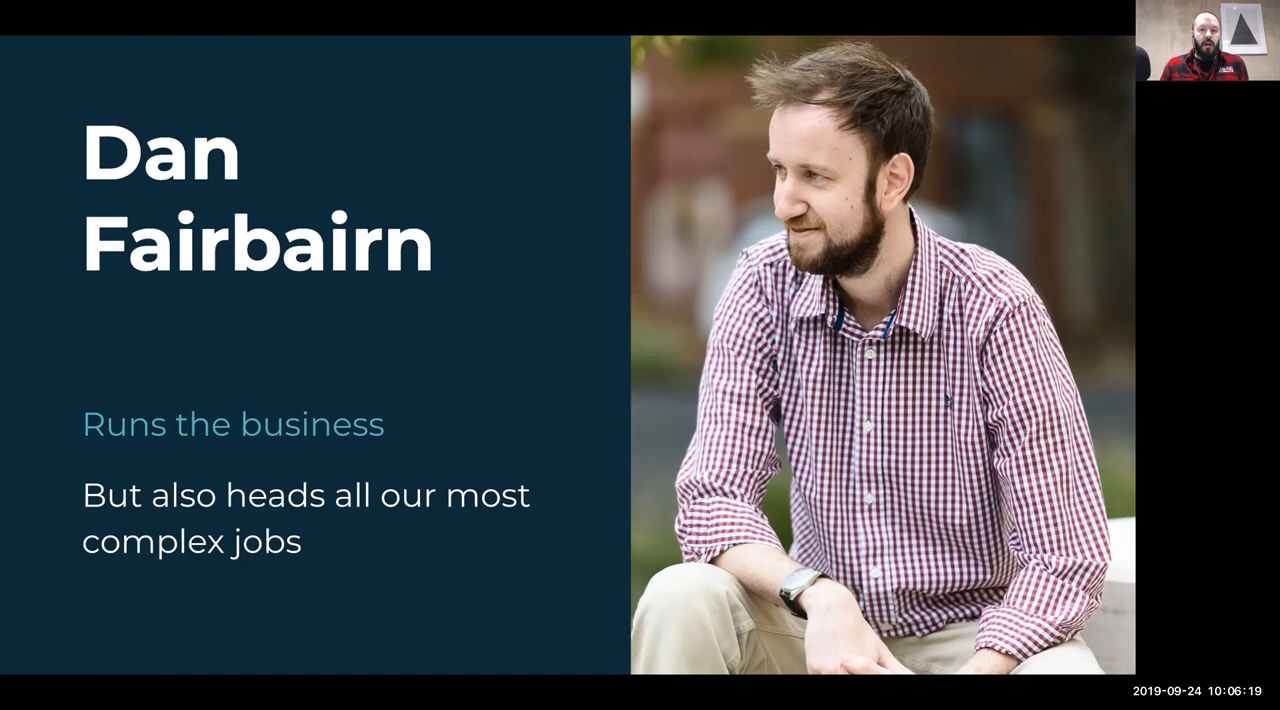 Dan
Fairbairn
Runs the business
But also heads all our most
complex jobs
2019-09-24 10:06:19